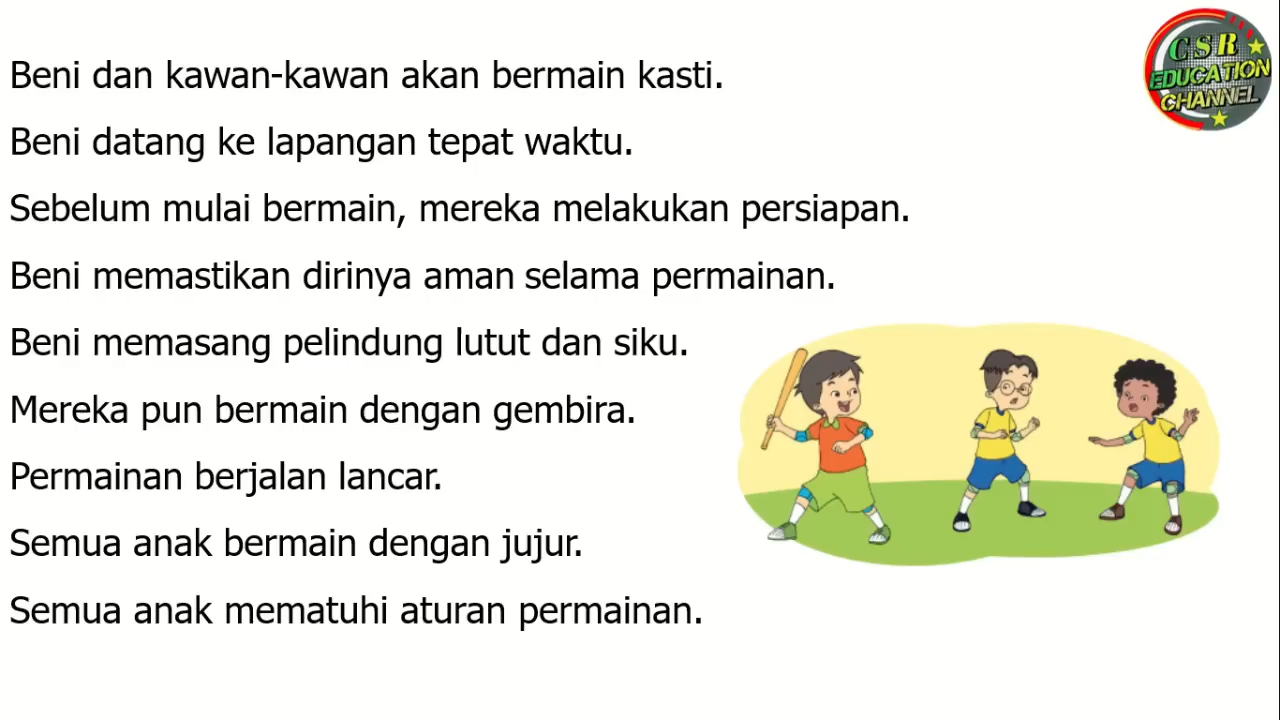 Beni dan kawan-kawan akan bermain kasti.
Beni datang ke lapangan tepat waktu.
Sebelum mulai bermain, mereka melakukan persiapan.
Beni memastikan dirinya aman selama permainan.
Beni memasang pelindung lutut dan siku.
Mereka pun bermain dengan gembira.
Permainan berjalan lancar.
Semua anak bermain dengan jujur.
Semua anak mematuhi aturan permainan.
CSR
EDUCATION
CHANNEL